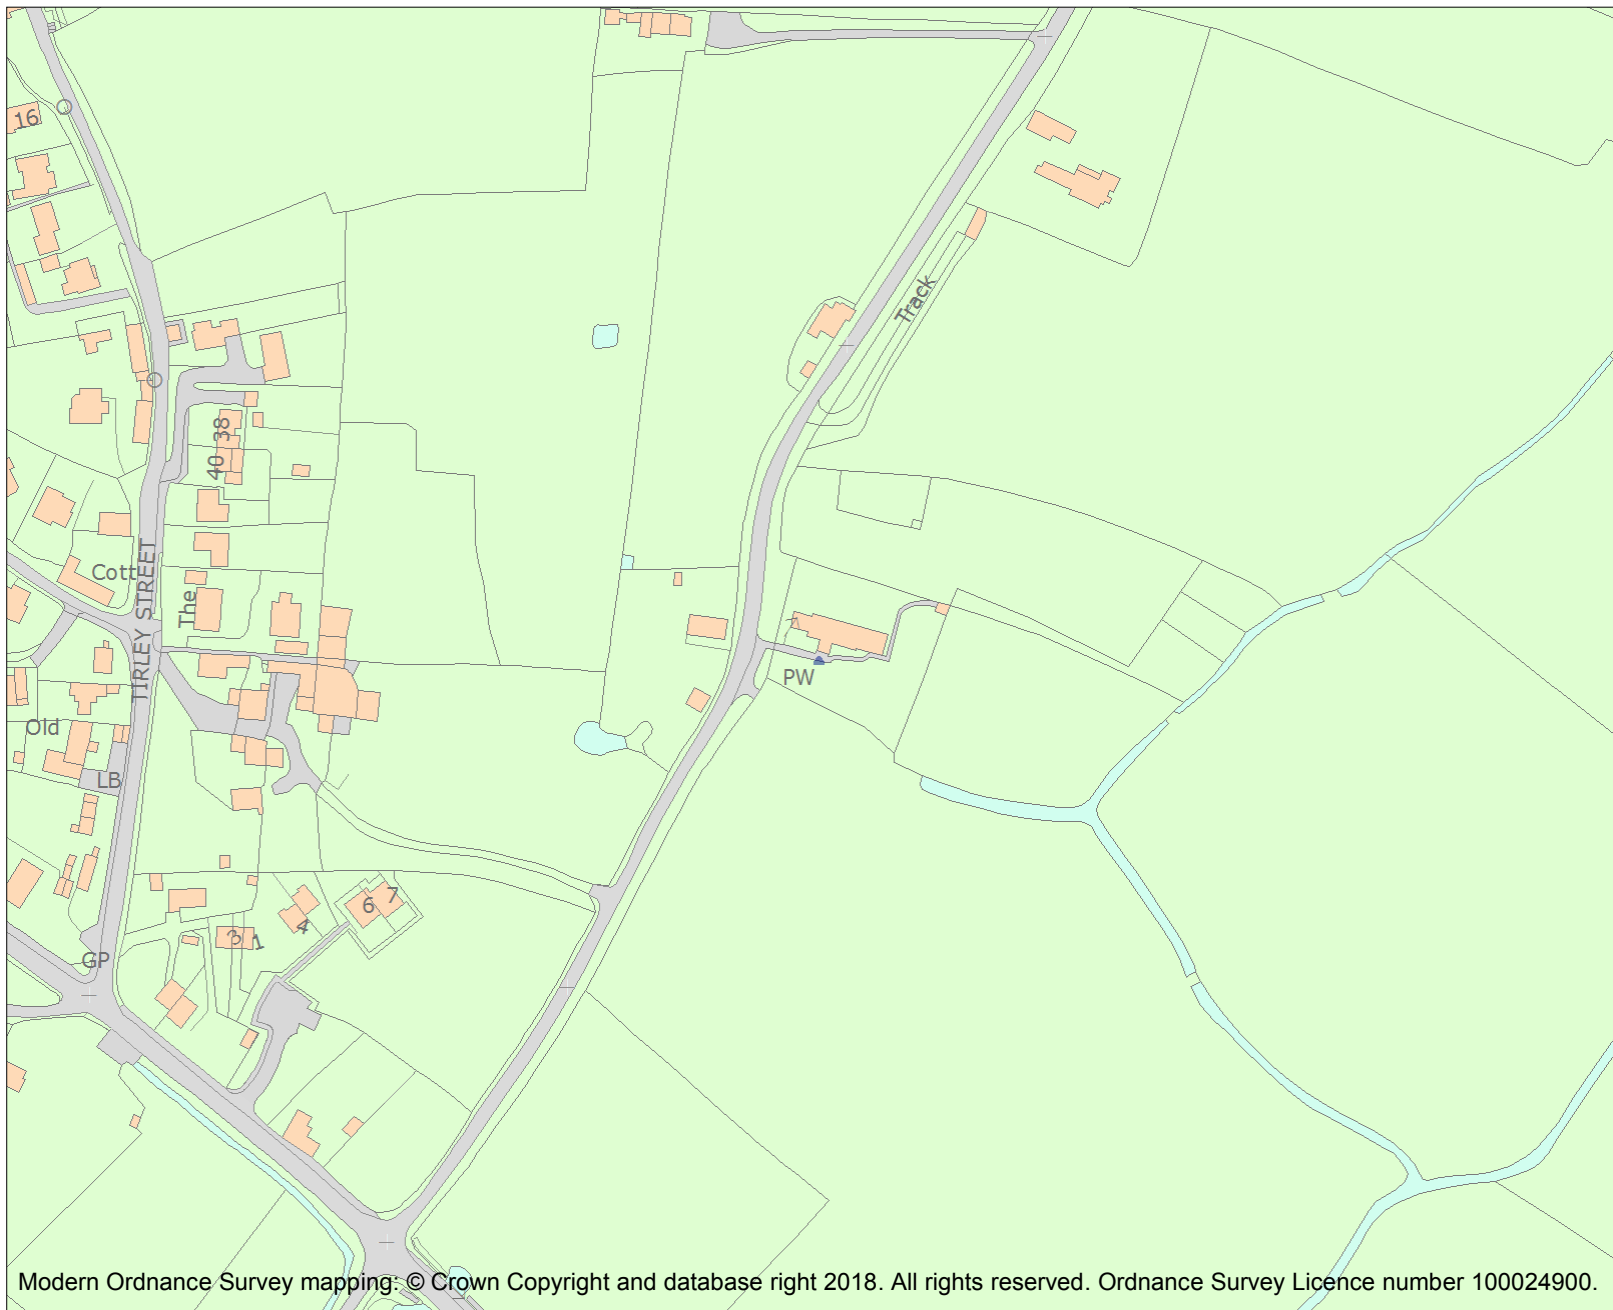 16
Track
38
40
TIRLEY STREET
Cott
The
PW
Old
LB
6 7
4
3 1
GP
Modern Ordnance Survey mapping: © Crown Copyright and database right 2018. All rights reserved. Ordnance Survey Licence number 100024900.